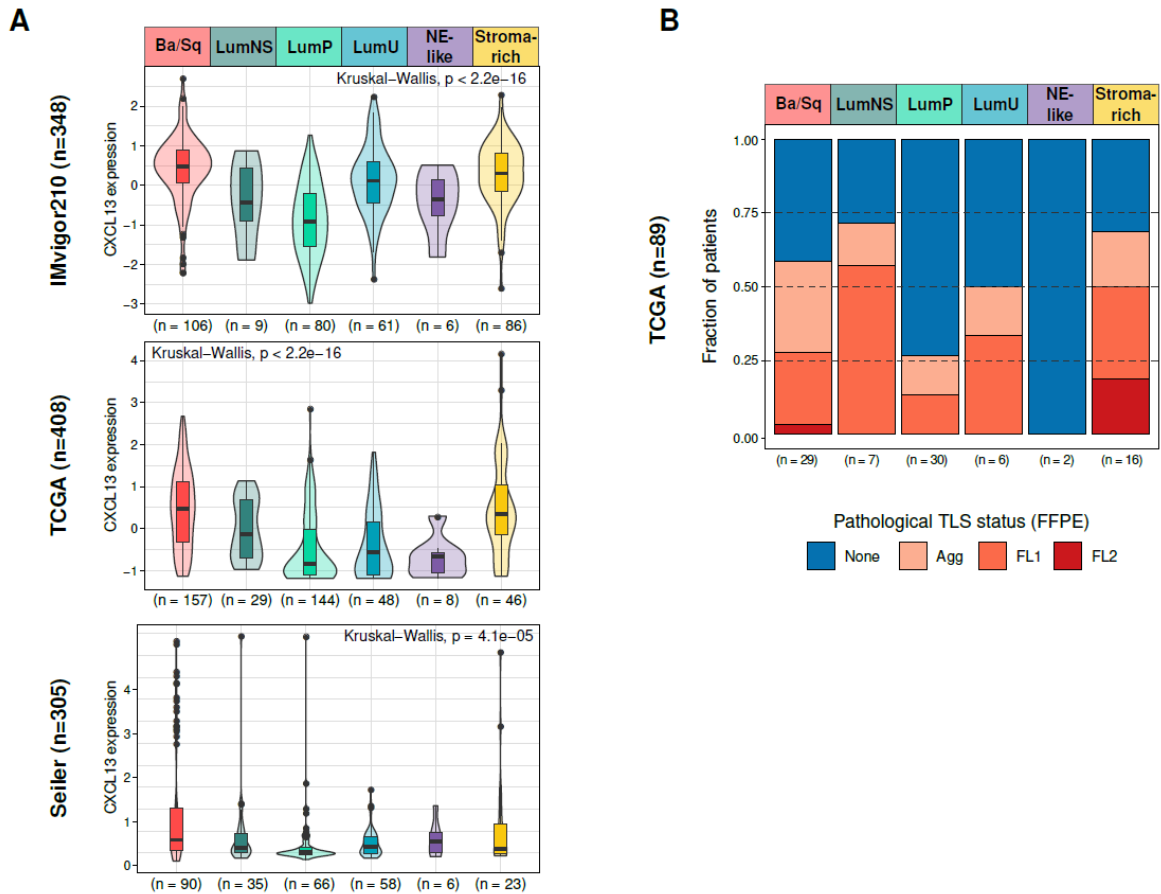 A
Ba/Sq LumNS LumP LumU NE-like Stroma-rich
IMvigor210 (n=348)
CXCL13 expression
Kruskal−Wallis, p < 2.2e−16
2
1
0
−1
−2
−3
(n = 106) (n = 9) (n = 80) (n = 61) (n = 6) (n = 86)
TCGA (n=408)
CXCL13 expression
Kruskal−Wallis, p < 2.2e−16
4
3
2
1
0
−1
(n = 157) (n = 29) (n = 144) (n = 48) (n = 8) (n = 46)
Seiler (n=305)
CXCL13 expression
Kruskal−Wallis, p = 4.1e−05
4
3
2
1
0
(n = 90) (n = 35) (n = 66) (n = 58) (n = 6) (n = 23)
B
Ba/Sq LumNS LumP LumU NE-like Stroma-rich
TCGA (n=89)
Fraction of patients
1.00
0.75
0.50
0.25
0.00
(n = 29) (n = 7) (n = 30) (n = 6) (n = 2) (n = 16)
Pathological TLS status (FFPE)
None Agg FL1 FL2